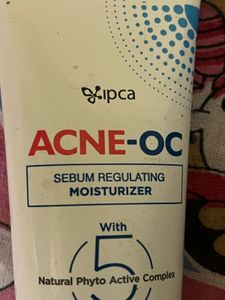 ipca
ACNE-OC
SEBUM REGULATING
MOISTURIZER
With
5
Natural Phyto Active Complex